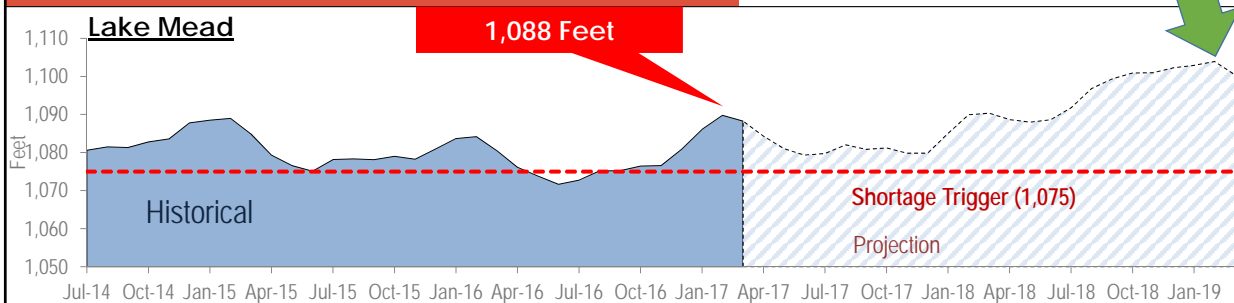 Lake Mead
1,088 Feet
1,110
1,100
1,090
1,080
1,070
1,060
1,050
Feet
Historical
Shortage Trigger (1,075)
Projection
Jul-14 Oct-14 Jan-15 Apr-15 Jul-15 Oct-15 Jan-16 Apr-16 Jul-16 Oct-16 Jan-17 Apr-17 Jul-17 Oct-17 Jan-18 Apr-18 Jul-18 Oct-18 Jan-19